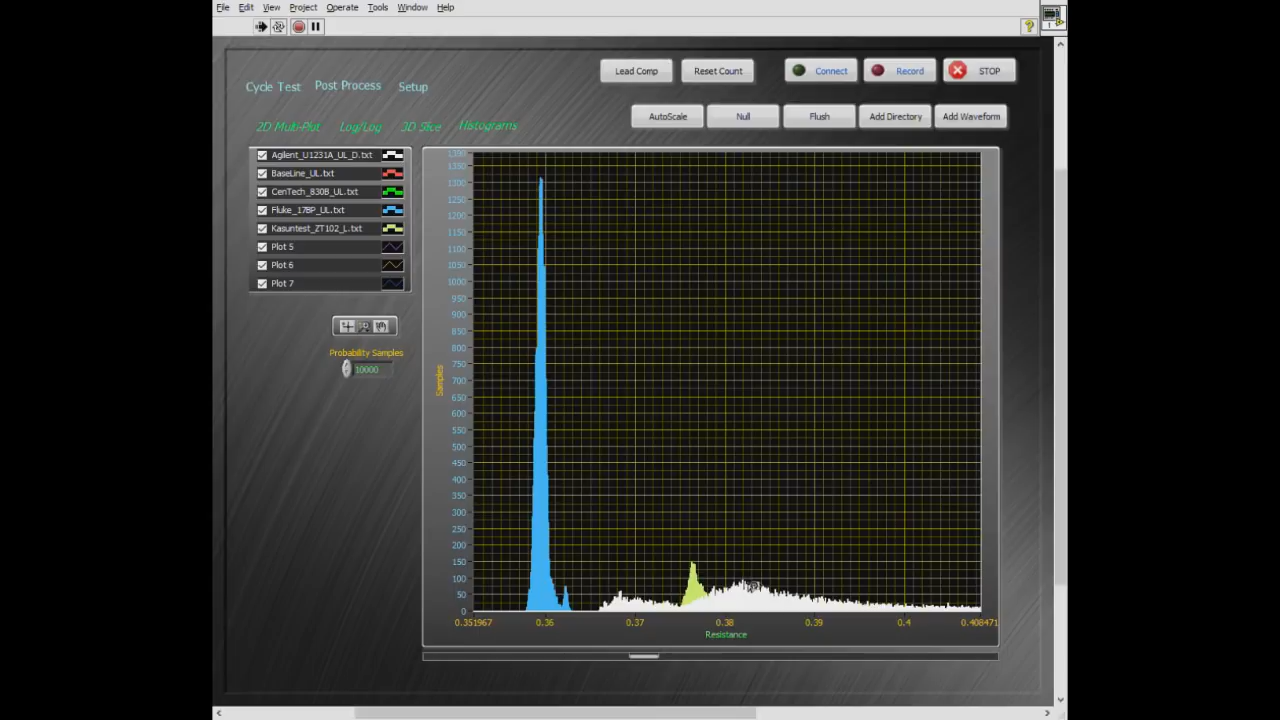 File Edit View Project Operate Tools Window Help
Lead Comp Reset Count Connect Record STOP
Cycle Test Post Process Setup
AutoScale Null Flush Add Directory Add Waveform
2D Multi-Plot Log/Log 3D Slice Histograms
Agilent_U1231A_UL_D.txt
BaseLine_UL.txt
CenTech_830B_UL.txt
Fluke_17BP_UL.txt
Kasuntest_ZT102_L.txt
Plot 5
Plot 6
Plot 7
Probability Samples
10000
Samples
1350
1300
1250
1200
1150
1100
1050
1000
950
900
850
800
750
700
650
600
550
500
450
400
350
300
250
200
150
100
50
0
0.351967 0.36 0.37 0.38 0.39 0.4 0.408471
Resistance